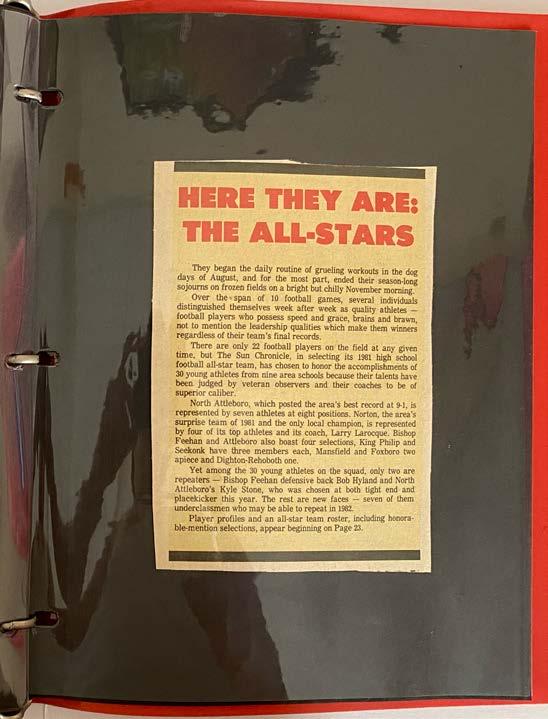 HERE THEY ARE:
THE ALL-STARS
They began the daily routine of grueling workouts in the dog
days of August, and for the most part, ended their season-long
sojourns on frozen fields on a bright but chilly November morning.
Over the span of 10 football games, several individuals
distinguished themselves week after week as quality athletes —
football players who possess speed and grace, brains and brawn,
not to mention the leadership qualities which make them winners
regardless of their team's final records.
There are only 22 football players on the field at any given
time, but The Sun Chronicle, in selecting its 1981 high school
football all-star team, has chosen to honor the accomplishments of
30 young athletes from nine area schools because their talents have
been judged by veteran observers and their coaches to be of
superior caliber.
North Attleboro, which posted the area's best record at 9-1, is
represented by seven athletes at eight positions. Norton, the area's
surprise team of 1981 and the only local champion, is represented
by four of its top athletes and its coach, Larry Larocque. Bishop
Feehan and Attleboro also boast four selections, King Philip and
Seekonk have three members each, Mansfield and Foxboro two
apiece and Dighton-Rehoboth one.
Yet among the 30 young athletes on the squad, only two are
repeaters — Bishop Feehan defensive back Bob Hyland and North
Attleboro's Kyle Stone, who was chosen at both tight end and
placekicker this year. The rest are new faces — seven of them
underclassmen who may be able to repeat in 1982.
Player profiles and an all-star team roster, including honora-
ble-mention selections, appear beginning on Page 23.